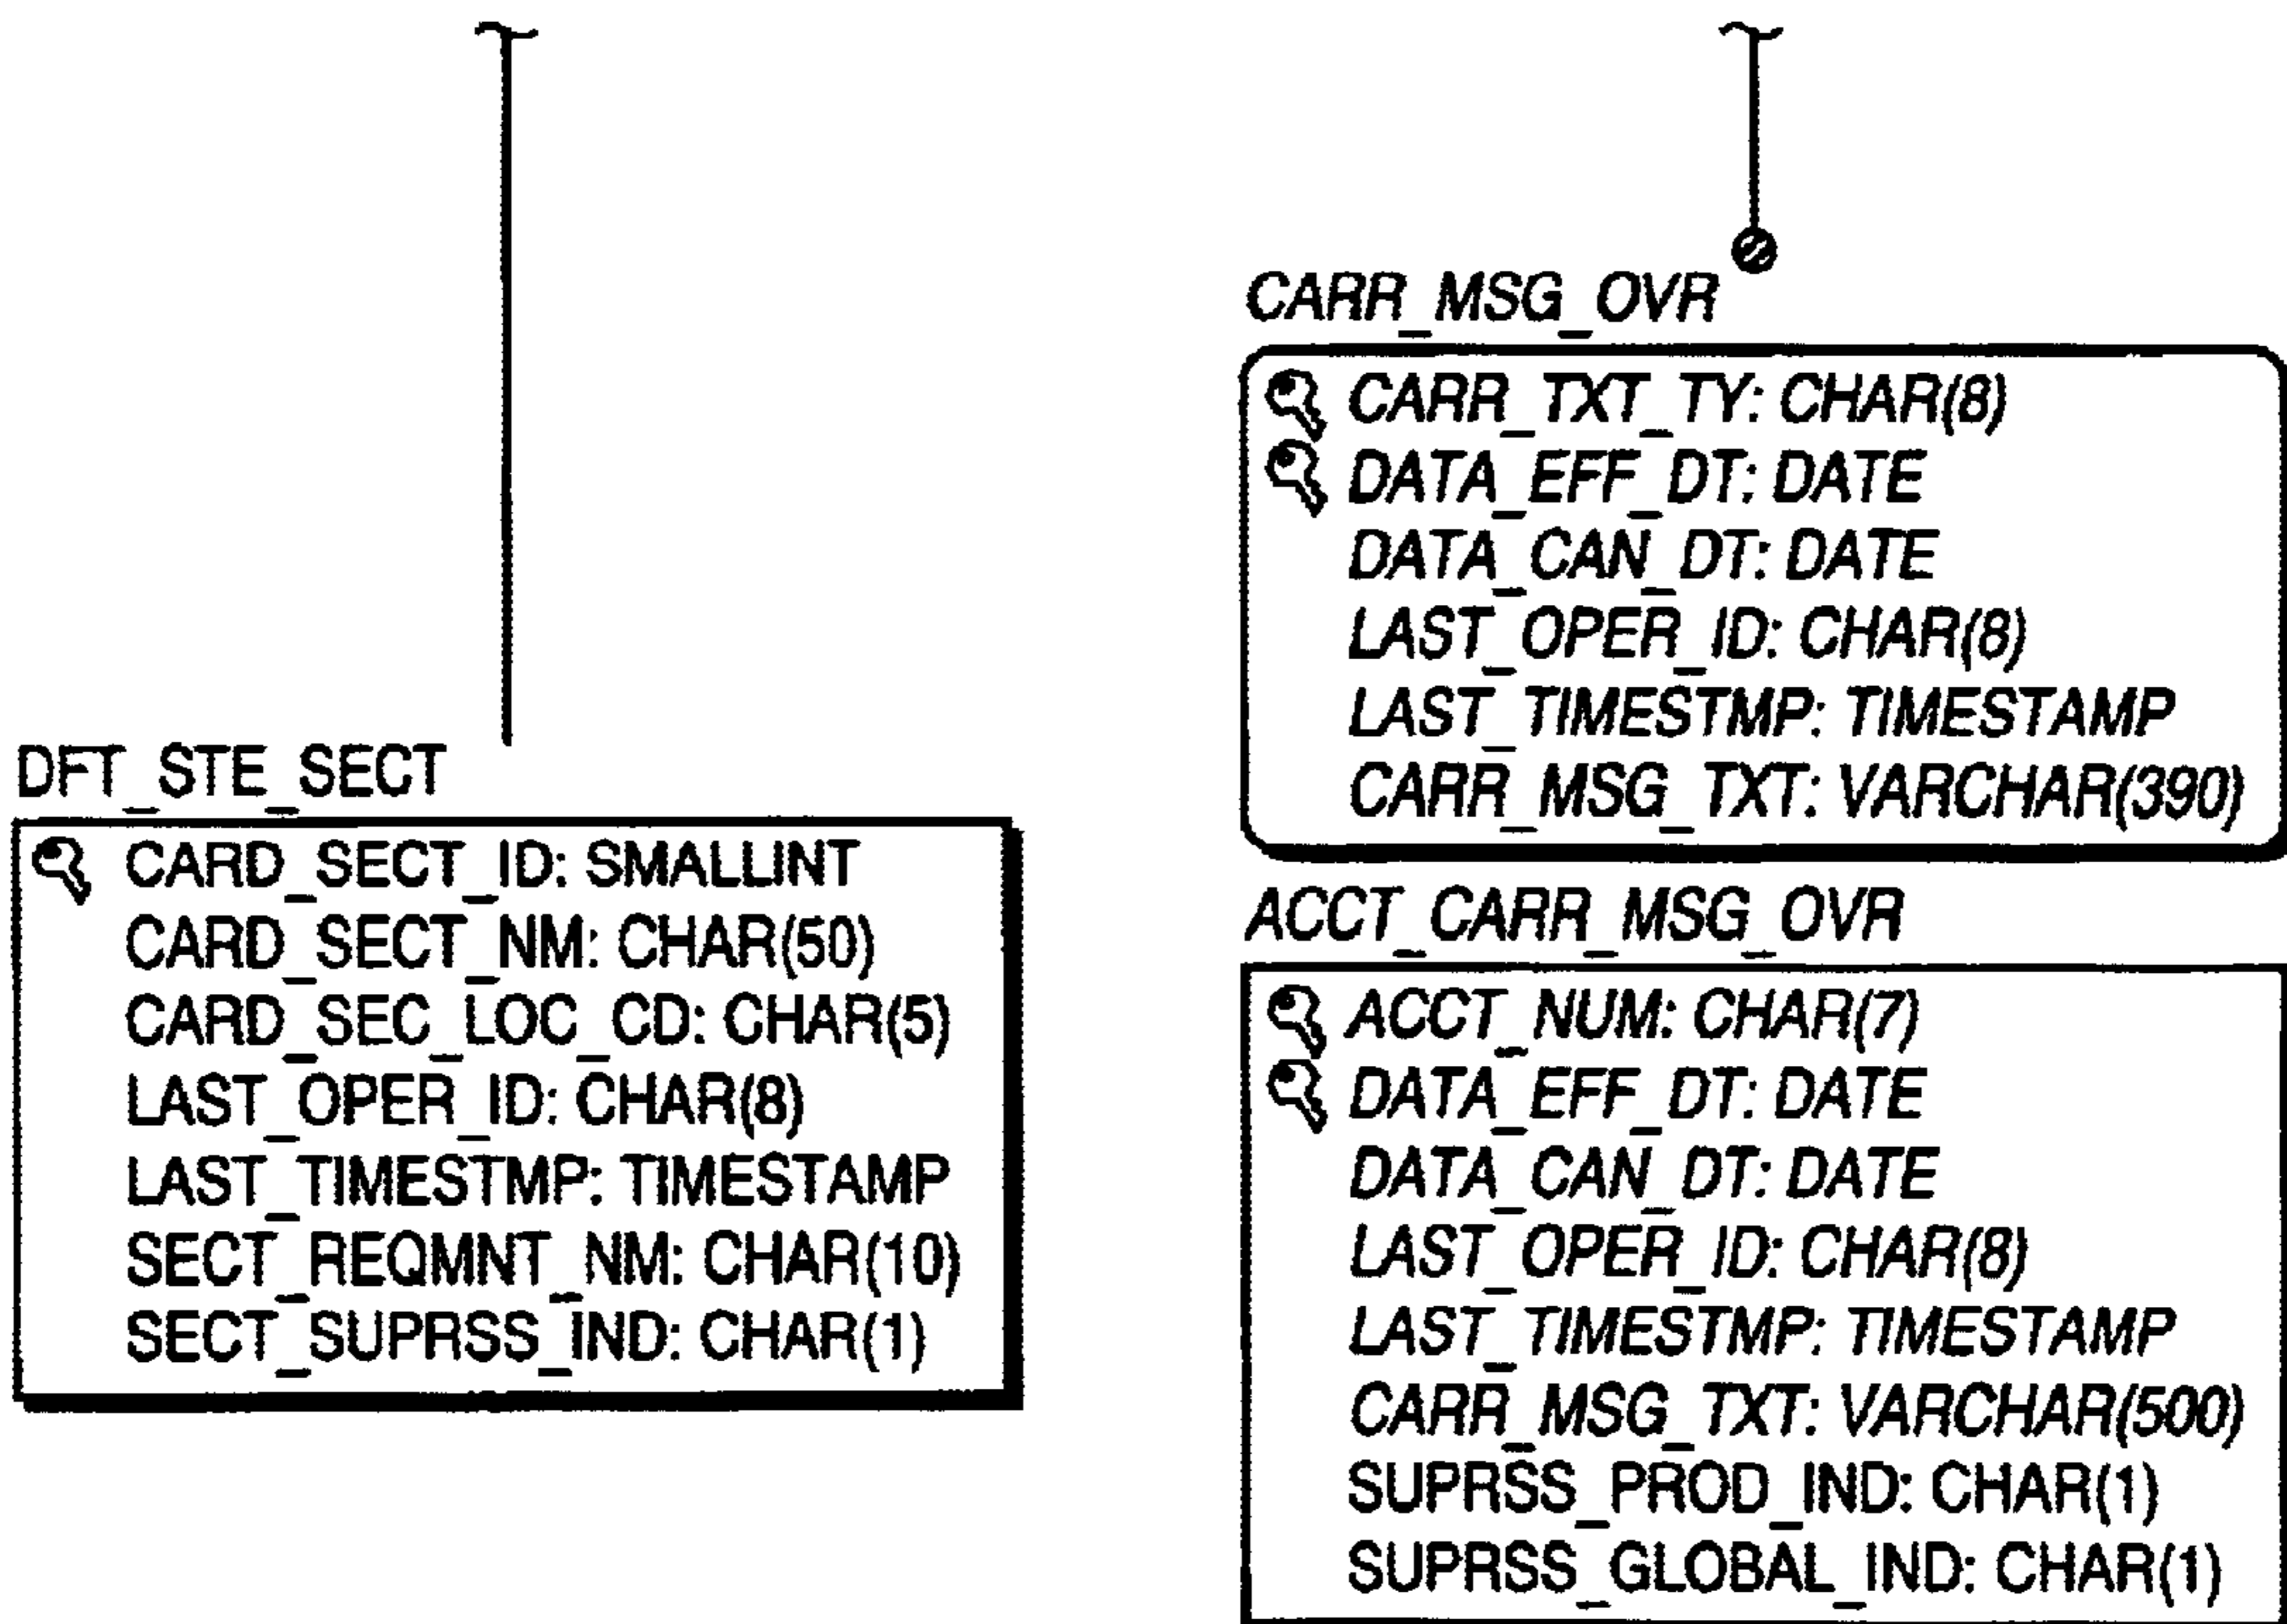 DFT_STE_SECT
CARD_SECT_ID: SMALLINT
CARD_SECT_NM: CHAR(50)
CARD_SEC_LOC_CD: CHAR(5)
LAST_OPER_ID: CHAR(8)
LAST_TIMESTMP: TIMESTAMP
SECT_REQMNT_NM: CHAR(10)
SECT_SUPRSS_IND: CHAR(1)
CARR_MSG_OVR
CARR_TXT_TY: CHAR(8)
DATA_EFF_DT: DATE
DATA_CAN_DT: DATE
LAST_OPER_ID: CHAR(8)
LAST_TIMESTMP: TIMESTAMP
CARR_MSG_TXT: VARCHAR(390)
ACCT_CARR_MSG_OVR
ACCT_NUM: CHAR(7)
DATA_EFF_DT: DATE
DATA_CAN_DT: DATE
LAST_OPER_ID: CHAR(8)
LAST_TIMESTMP: TIMESTAMP
CARR_MSG_TXT: VARCHAR(500)
SUPRSS_PROD_IND: CHAR(1)
SUPRSS_GLOBAL_IND: CHAR(1)